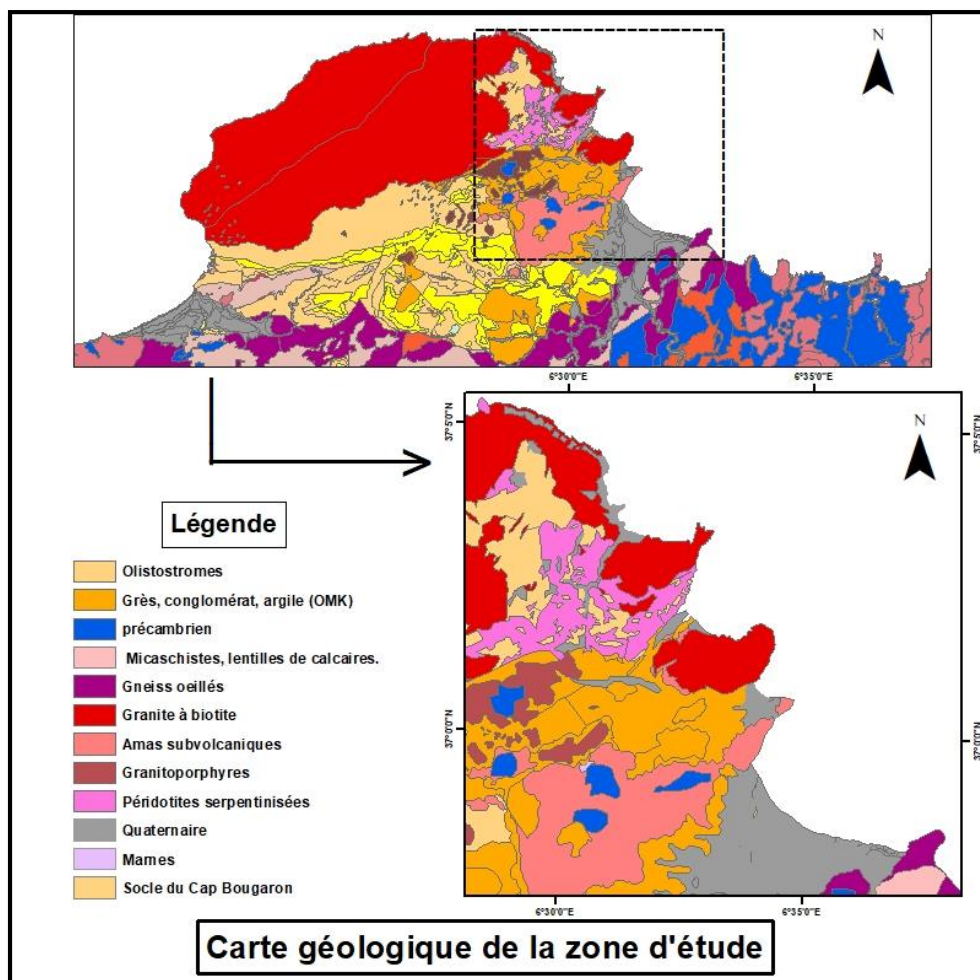 N
6°30'0"E 6°35'0"E
37°5'0"N
37°5'0"N
N
Légende
Olistostromes
Grès, conglomérat, argile (OMK)
précambrien
Micaschistes, lentilles de calcaires.
Gneiss oeillés
Granite à biotite
Amas subvolcaniques
Granitoporphyres
Péridotites serpentinisées
Quaternaire
Marnes
Socle du Cap Bougaron
37°0'0"N
37°0'0"N
6°30'0"E 6°35'0"E
Carte géologique de la zone d'étude